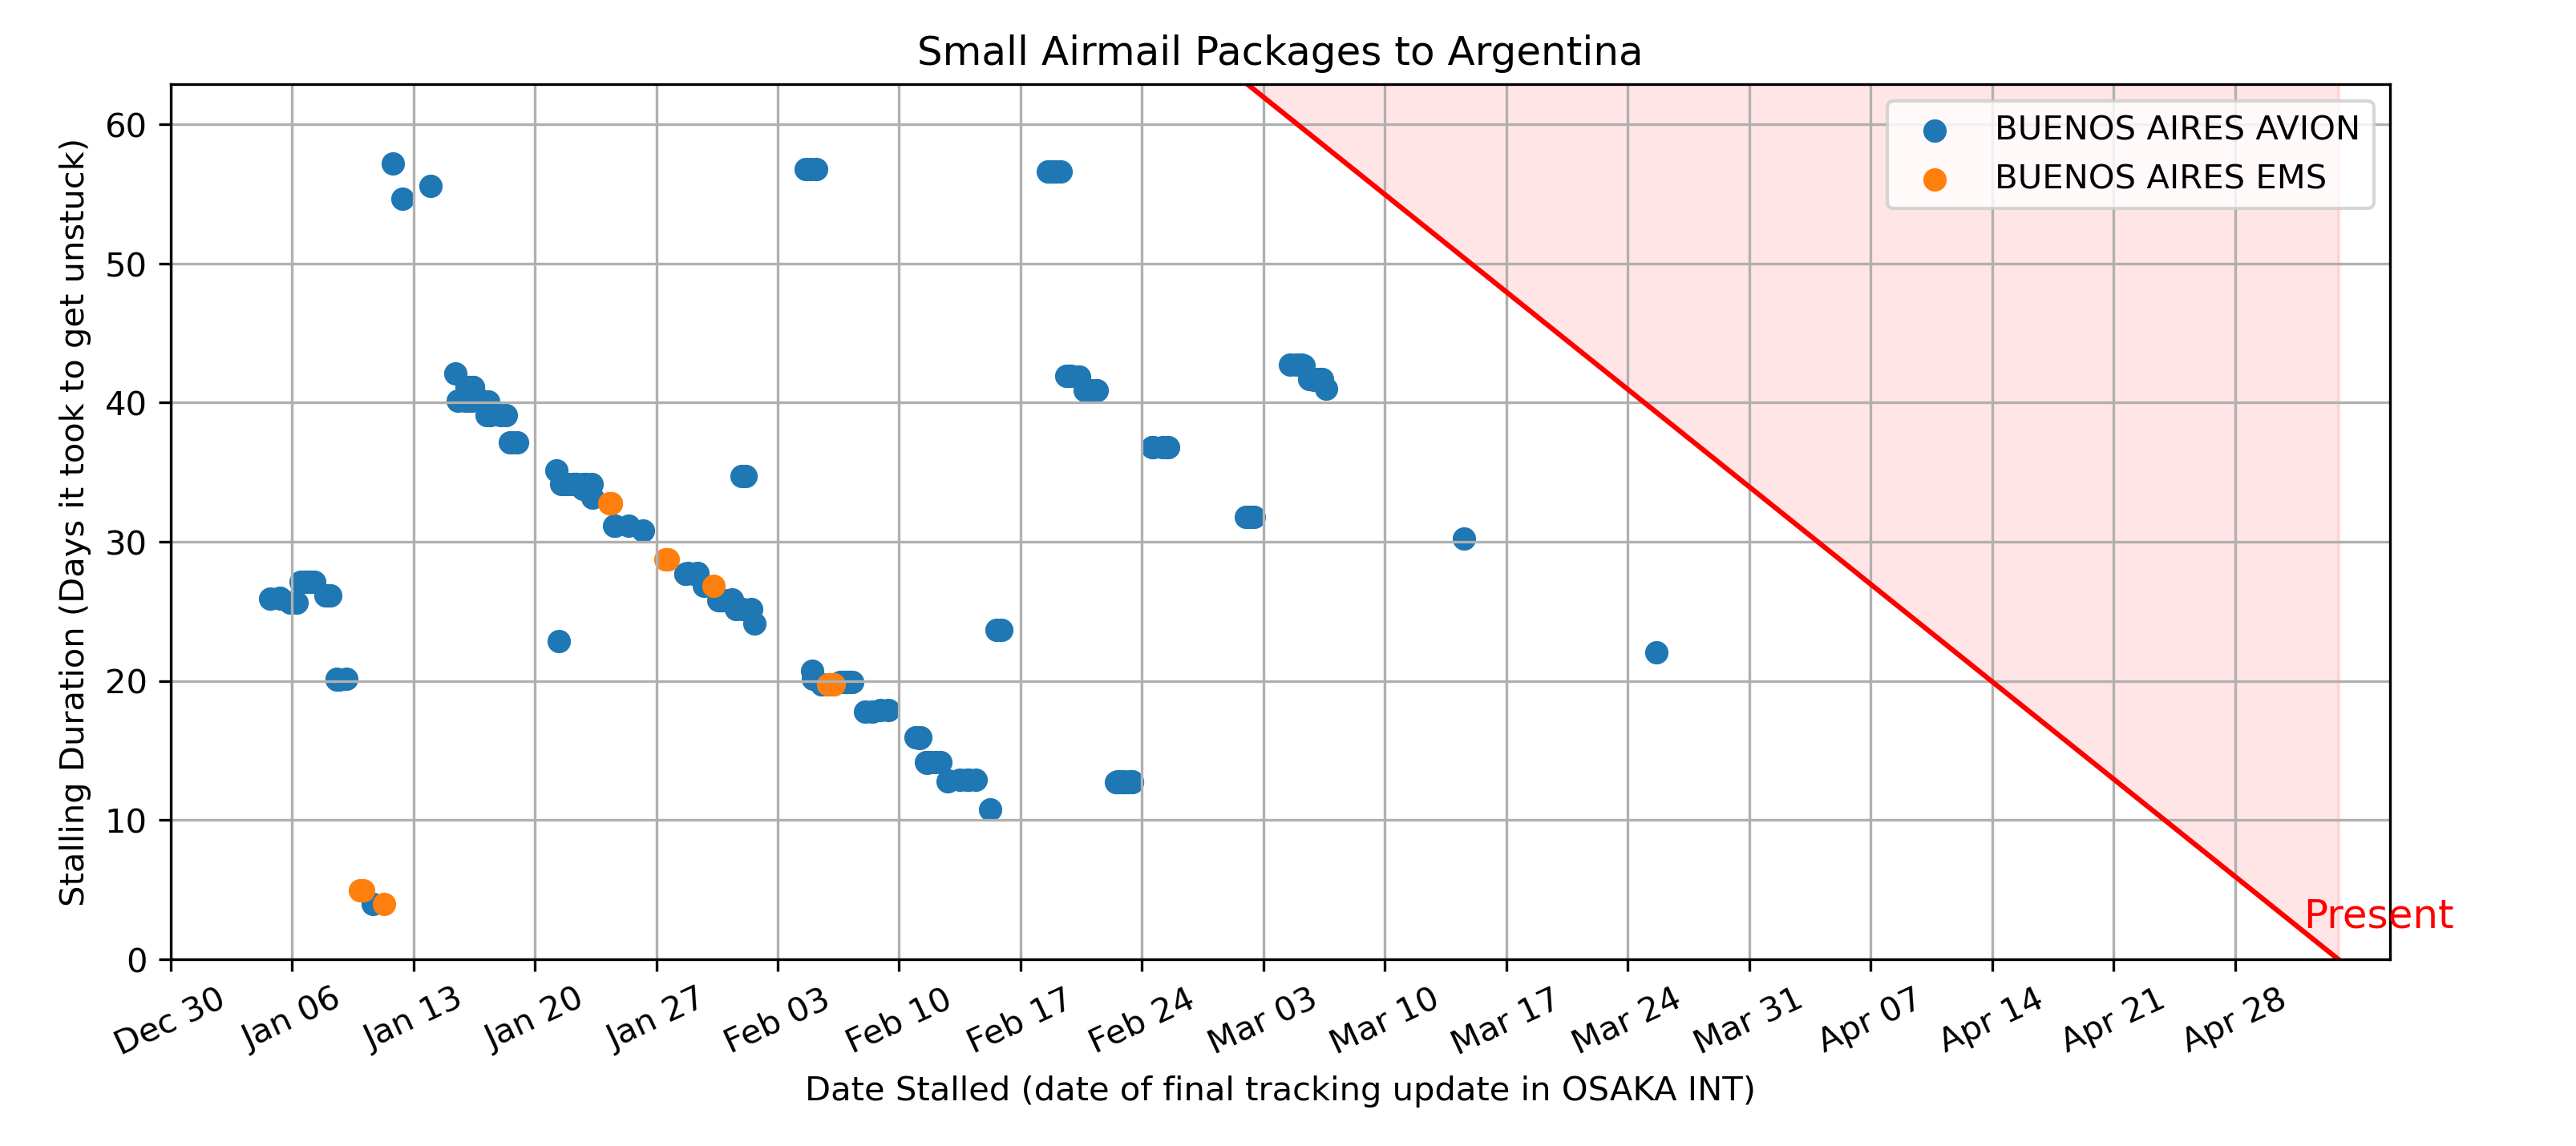 Small Airmail Packages to Argentina
Stalling Duration (Days it took to get unstuck)
60
50
40
30
20
10
0
BUENOS AIRES AVION
BUENOS AIRES EMS
Present
Dec 30
Jan 06
Jan 13
Jan 20
Jan 27
Feb 03
Feb 10
Feb 17
Feb 24
Mar 03
Mar 10
Mar 17
Mar 24
Mar 31
Apr 07
Apr 14
Apr 21
Apr 28
Date Stalled (date of final tracking update in OSAKA INT)